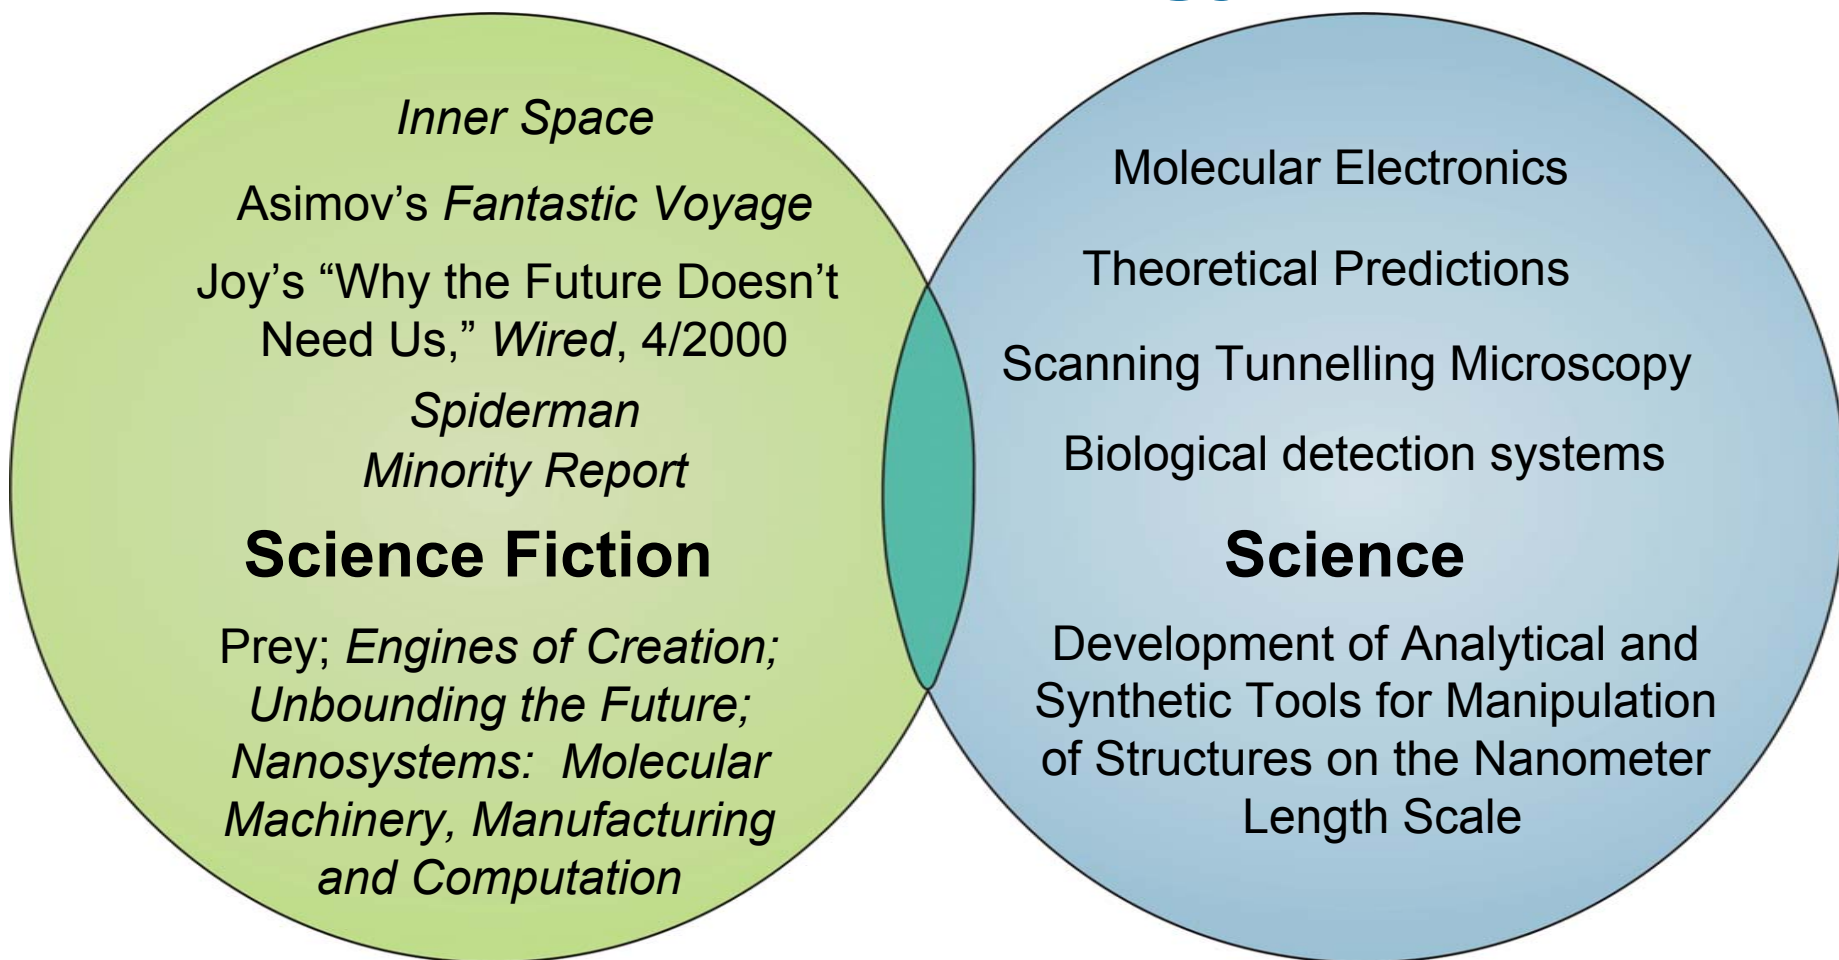 Inner Space
Asimov’s Fantastic Voyage
Joy’s “Why the Future Doesn’t
Need Us,” Wired, 4/2000
Spiderman
Minority Report
Science Fiction
Prey; Engines of Creation;
Unbounding the Future;
Nanosystems:  Molecular
Machinery, Manufacturing
and Computation
Molecular Electronics
Theoretical Predictions
Scanning Tunnelling Microscopy
Biological detection systems
Science
Development of Analytical and
Synthetic Tools for Manipulation
of Structures on the Nanometer
Length Scale